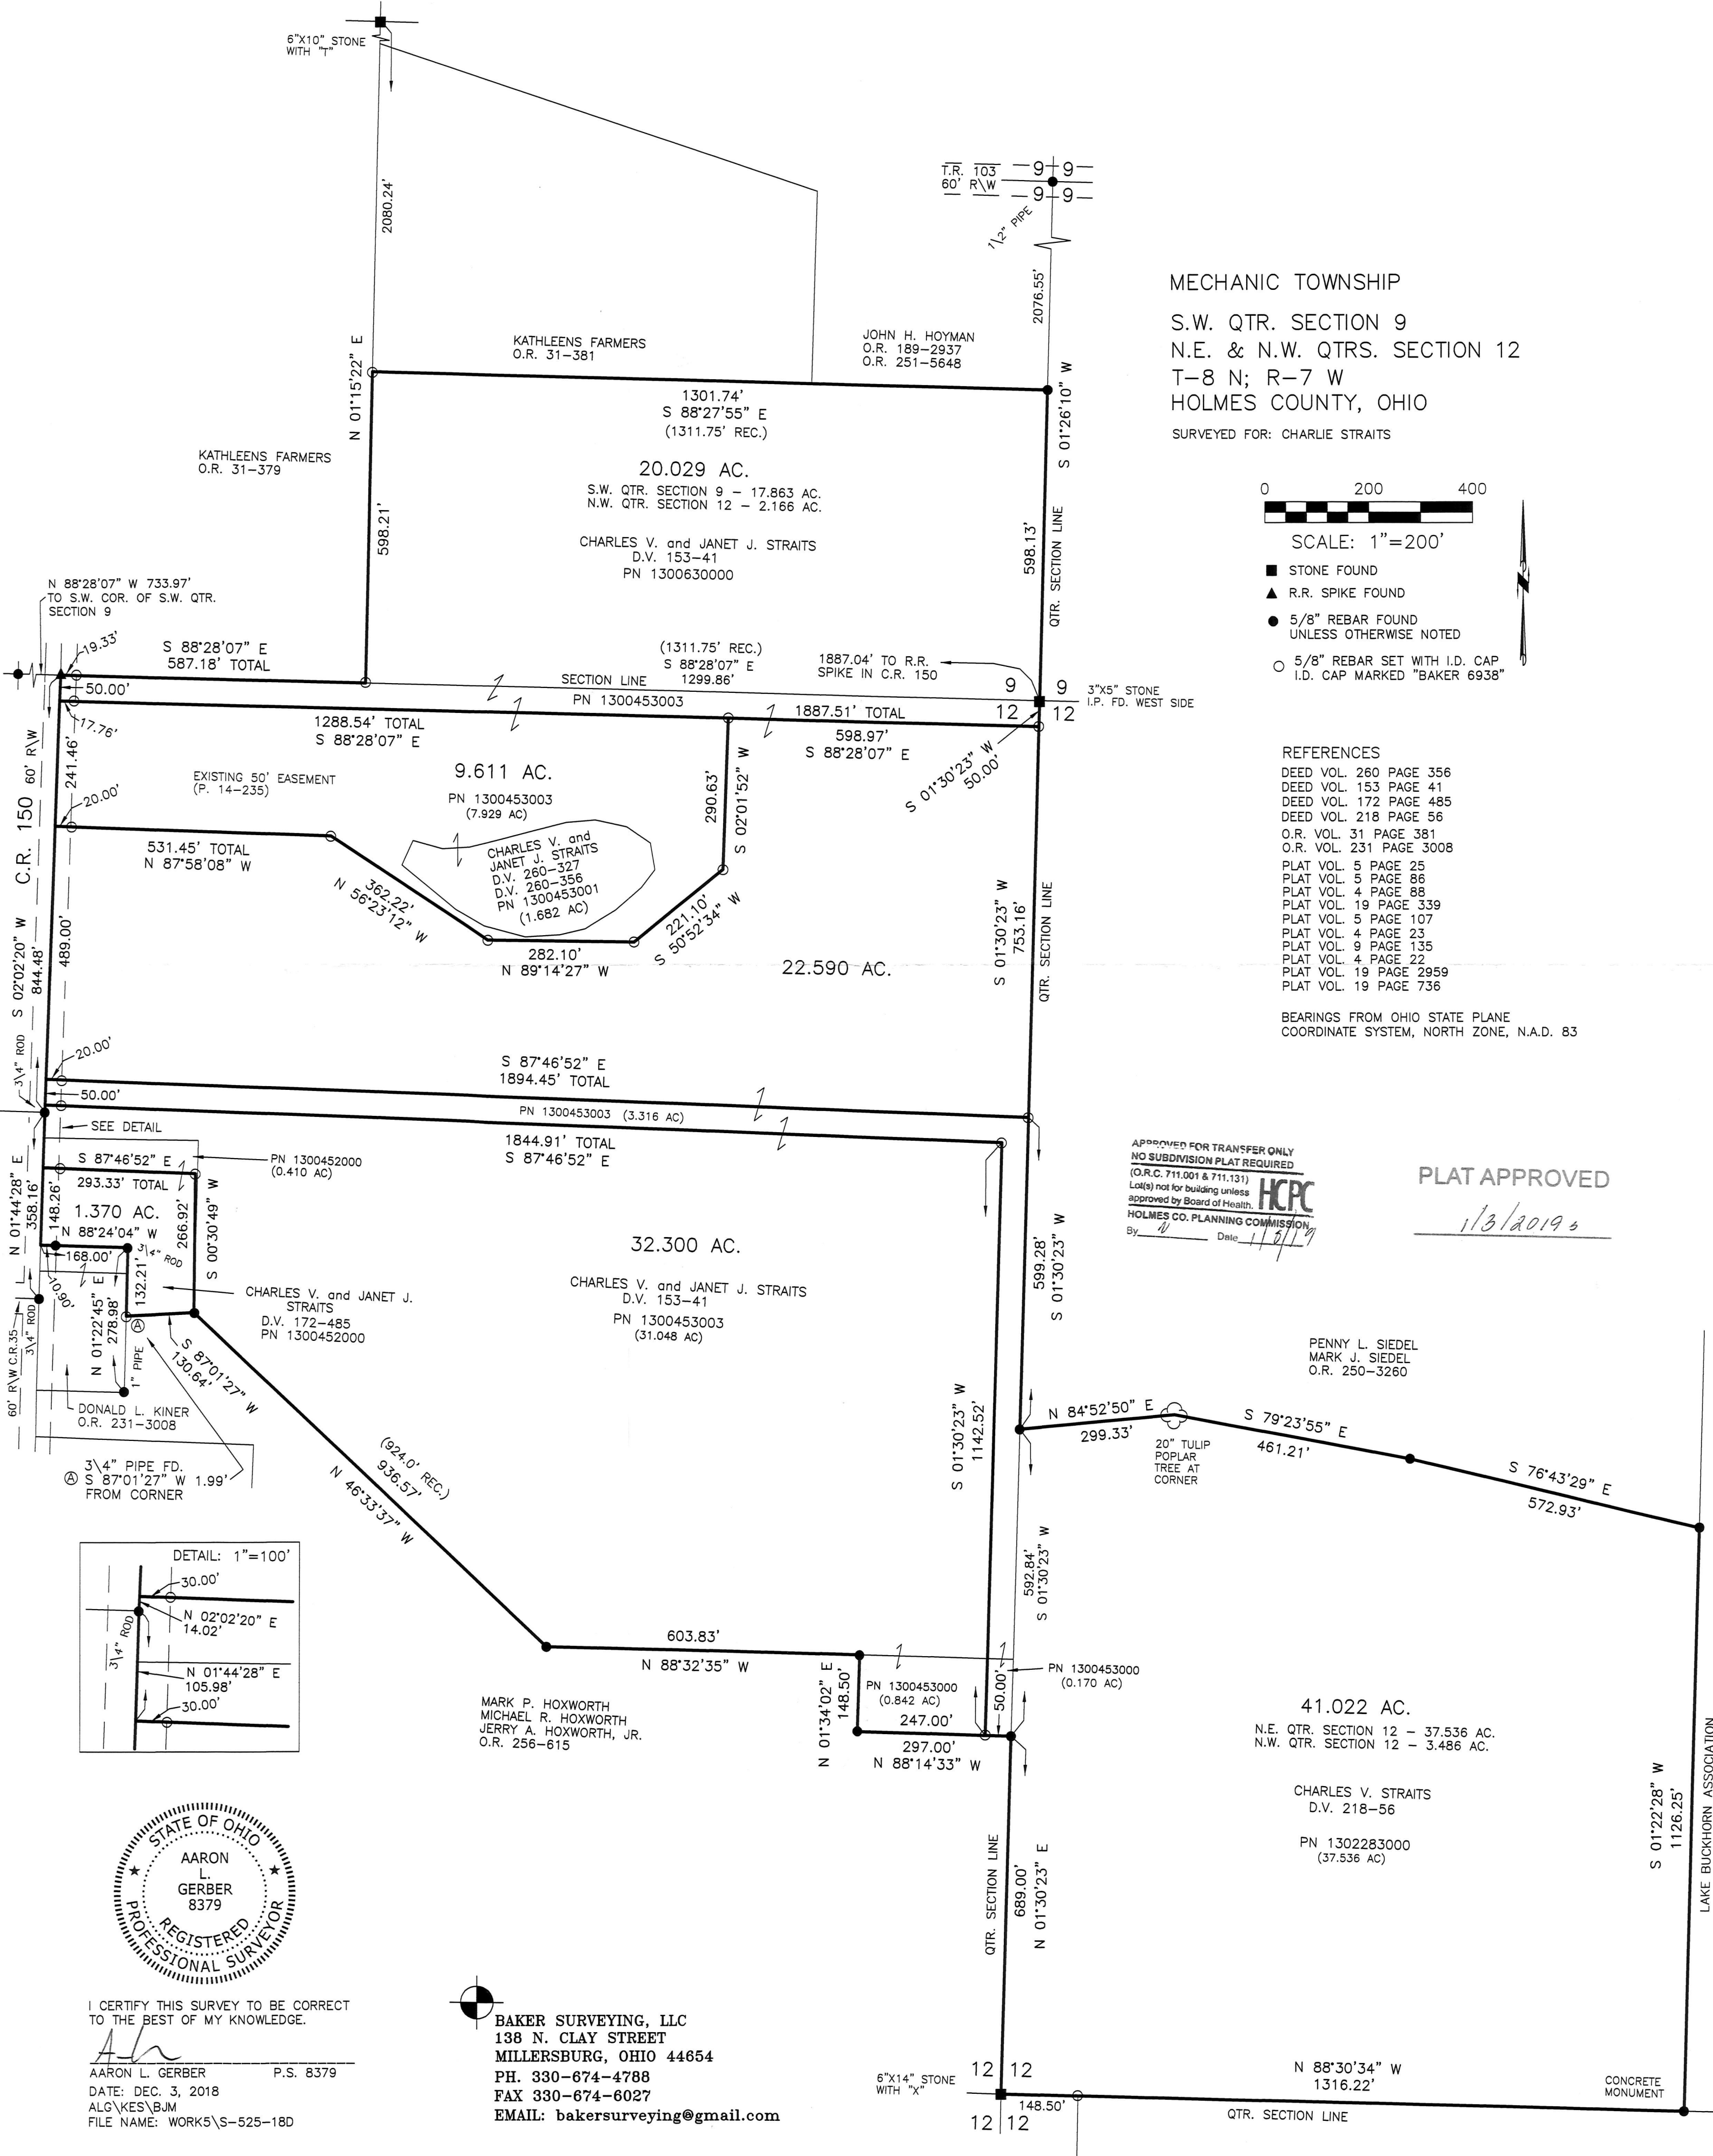 6"X10" STONE
WITH "T"
2080.24'
T.R. 103
60' R\W
9 9
9 9
1\2" PIPE
2076.55'
MECHANIC TOWNSHIP
S.W. QTR. SECTION 9
N.E. & N.W. QTRS. SECTION 12
T-8 N; R-7 W
HOLMES COUNTY, OHIO
SURVEYED FOR: CHARLIE STRAITS
0 200 400
SCALE: 1"=200'
STONE FOUND
R.R. SPIKE FOUND
5/8" REBAR FOUND
UNLESS OTHERWISE NOTED
5/8" REBAR SET WITH I.D. CAP
I.D. CAP MARKED "BAKER 6938"
N
KATHLEENS FARMERS
O.R. 31-381
JOHN H. HOYMAN
O.R. 189-2937
O.R. 251-5648
N 01°15'22" E
598.21'
1301.74'
S 88°27'55" E
(1311.75' REC.)
S 01°26'10" W
598.13'
QTR. SECTION LINE
KATHLEENS FARMERS
O.R. 31-379
20.029 AC.
S.W. QTR. SECTION 9 - 17.863 AC.
N.W. QTR. SECTION 12 - 2.166 AC.
CHARLES V. and JANET J. STRAITS
D.V. 153-41
PN 1300630000
N 88°28'07" W 733.97'
TO S.W. COR. OF S.W. QTR.
SECTION 9
19.33'
S 88°28'07" E
587.18' TOTAL
50.00'
17.76'
(1311.75' REC.)
S 88°28'07" E
1299.86'
SECTION LINE
1887.04' TO R.R.
SPIKE IN C.R. 150
9 9
12 12
3"X5" STONE
I.P. FD. WEST SIDE
PN 1300453003
1288.54' TOTAL
S 88°28'07" E
1887.51' TOTAL
598.97'
S 88°28'07" E
S 01°30'23" W
50.00'
C.R. 150 60' R\W
241.46'
20.00'
EXISTING 50' EASEMENT
(P. 14-235)
9.611 AC.
PN 1300453003
(7.929 AC)
290.63'
S 02°01'52" W
531.45' TOTAL
N 87°58'08" W
362.22'
N 56°23'12" W
CHARLES V. and
JANET J. STRAITS
D.V. 260-327
D.V. 260-356
PN 1300453001
(1.682 AC)
221.10'
S 50°52'34" W
282.10'
N 89°14'27" W
22.590 AC.
S 01°30'23" W
753.16'
QTR. SECTION LINE
REFERENCES
DEED VOL. 260 PAGE 356
DEED VOL. 153 PAGE 41
DEED VOL. 172 PAGE 485
DEED VOL. 218 PAGE 56
O.R. VOL. 31 PAGE 381
O.R. VOL. 231 PAGE 3008
PLAT VOL. 5 PAGE 25
PLAT VOL. 5 PAGE 86
PLAT VOL. 4 PAGE 88
PLAT VOL. 19 PAGE 339
PLAT VOL. 5 PAGE 107
PLAT VOL. 4 PAGE 23
PLAT VOL. 9 PAGE 135
PLAT VOL. 4 PAGE 22
PLAT VOL. 19 PAGE 2959
PLAT VOL. 19 PAGE 736
BEARINGS FROM OHIO STATE PLANE
COORDINATE SYSTEM, NORTH ZONE, N.A.D. 83
S 02°02'20" W
844.48'
489.00'
3\4" ROD
20.00'
50.00'
S 87°46'52" E
1894.45' TOTAL
PN 1300453003 (3.316 AC)
1844.91' TOTAL
S 87°46'52" E
SEE DETAIL
PN 1300452000
(0.410 AC)
N 01°44'28" E
358.16'
148.26'
S 87°46'52" E
293.33' TOTAL
1.370 AC.
N 88°24'04" W
168.00'
3\4" ROD
10.90'
266.92'
S 00°30'49" W
132.21'
N 01°22'45" E
278.98'
1" PIPE
A
S 87°01'27" W
130.64'
CHARLES V. and JANET J.
STRAITS
D.V. 172-485
PN 1300452000
60' R\W C.R.35
3\4" ROD
DONALD L. KINER
O.R. 231-3008
3\4" PIPE FD.
A S 87°01'27" W 1.99'
FROM CORNER
32.300 AC.
CHARLES V. and JANET J. STRAITS
D.V. 153-41
PN 1300453003
(31.048 AC)
APPROVED FOR TRANSFER ONLY
NO SUBDIVISION PLAT REQUIRED
(O.R.C. 711.001 & 711.131)
Lot(s) not for building unless
approved by Board of Health.
HCPC
HOLMES CO. PLANNING COMMISSION
By Date
PLAT APPROVED
1/3/2019
599.28'
S 01°30'23" W
PENNY L. SIEDEL
MARK J. SIEDEL
O.R. 250-3260
N 84°52'50" E
299.33'
20" TULIP
POPLAR
TREE AT
CORNER
S 79°23'55" E
461.21'
S 76°43'29" E
572.93'
S 01°30'23" W
1142.52'
(924.0' REC.)
936.57'
N 46°33'37" W
592.84'
S 01°30'23" W
603.83'
N 88°32'35" W
N 01°34'02" E
148.50'
PN 1300453000
(0.842 AC)
50.00'
PN 1300453000
(0.170 AC)
247.00'
297.00'
N 88°14'33" W
MARK P. HOXWORTH
MICHAEL R. HOXWORTH
JERRY A. HOXWORTH, JR.
O.R. 256-615
DETAIL: 1"=100'
30.00'
N 02°02'20" E
14.02'
3\4" ROD
N 01°44'28" E
105.98'
30.00'
41.022 AC.
N.E. QTR. SECTION 12 - 37.536 AC.
N.W. QTR. SECTION 12 - 3.486 AC.
CHARLES V. STRAITS
D.V. 218-56
PN 1302283000
(37.536 AC)
S 01°22'28" W
1126.25'
LAKE BUCKHORN ASSOCIATION
QTR. SECTION LINE
689.00'
N 01°30'23" E
STATE OF OHIO
AARON
L.
GERBER
8379
REGISTERED
PROFESSIONAL SURVEYOR
I CERTIFY THIS SURVEY TO BE CORRECT
TO THE BEST OF MY KNOWLEDGE.
AARON L. GERBER P.S. 8379
DATE: DEC. 3, 2018
ALG\KES\BJM
FILE NAME: WORK5\S-525-18D
BAKER SURVEYING, LLC
138 N. CLAY STREET
MILLERSBURG, OHIO 44654
PH. 330-674-4788
FAX 330-674-6027
EMAIL: bakersurveying@gmail.com
6"X14" STONE
WITH "X"
12 12
12 12
148.50'
N 88°30'34" W
1316.22'
QTR. SECTION LINE
CONCRETE
MONUMENT